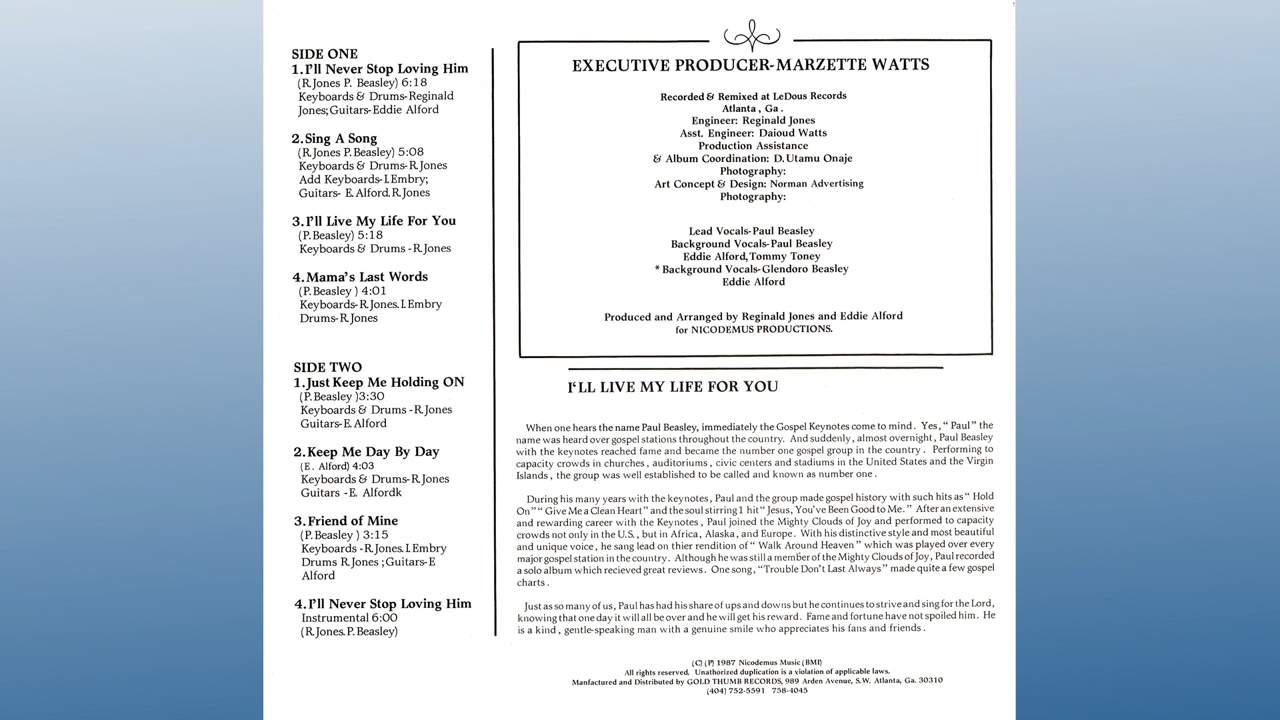 SIDE ONE
1.I'll Never Stop Loving Him
(R.Jones P. Beasley) 6:18
Keyboards & Drums-Reginald
Jones;Guitars-Eddie Alford
2.Sing A Song
(R.Jones P.Beasley) 5:08
Keyboards & Drums-R.Jones
Add Keyboards-I.Embry;
Guitars- E.Alford.R.Jones
3.I'll Live My Life For You
(P.Beasley) 5:18
Keyboards & Drums -R.Jones
4.Mama's Last Words
(P.Beasley ) 4:01
Keyboards-R.Jones.I.Embry
Drums-R.Jones
SIDE TWO
1.Just Keep Me Holding ON
(P.Beasley )3:30
Keyboards & Drums -R.Jones
Guitars-E.Alford
2.Keep Me Day By Day
(E . Alford) 4:03
Keyboards & Drums-R.Jones
Guitars -E. Alfordk
3.Friend of Mine
(P.Beasley ) 3:15
Keyboards -R.Jones.I.Embry
Drums R.Jones ;Guitars-E
Alford
4.I'll Never Stop Loving Him
Instrumental 6:00
(R.Jones.P.Beasley)
EXECUTIVE PRODUCER-MARZETTE WATTS
Recorded & Remixed at LeDous Records
Atlanta , Ga .
Engineer: Reginald Jones
Asst. Engineer: Daioud Watts
Production Assistance
& Album Coordination: D. Utamu Onaje
Photography:
Art Concept & Design: Norman Advertising
Photography:
Lead Vocals-Paul Beasley
Background Vocals-Paul Beasley
Eddie Alford,Tommy Toney
* Background Vocals-Glendoro Beasley
Eddie Alford
Produced and Arranged by Reginald Jones and Eddie Alford
for NICODEMUS PRODUCTIONS.
I'LL LIVE MY LIFE FOR YOU
When one hears the name Paul Beasley, immediately the Gospel Keynotes come to mind. Yes, " Paul " the
name was heard over gospel stations throughout the country. And suddenly, almost overnight, Paul Beasley
with the keynotes reached fame and became the number one gospel group in the country . Performing to
capacity crowds in churches , auditoriums , civic centers and stadiums in the United States and the Virgin
Islands , the group was well established to be called and known as number one .
During his many years with the keynotes, Paul and the group made gospel history with such hits as " Hold
On" " Give Me a Clean Heart" and the soul stirring 1 hit" Jesus, You've Been Good to Me. " After an extensive
and rewarding career with the Keynotes , Paul joined the Mighty Clouds of Joy and performed to capacity
crowds not only in the U.S. , but in Africa, Alaska, and Europe. With his distinctive style and most beautiful
and unique voice , he sang lead on thier rendition of " Walk Around Heaven " which was played over every
major gospel station in the country. Although he was still a member of the Mighty Clouds of Joy, Paul recorded
a solo album which recieved great reviews. One song, "Trouble Don't Last Always" made quite a few gospel
charts .
Just as so many of us , Paul has had his share of ups and downs but he continues to strive and sing for the Lord,
knowing that one day it will all be over and he will get his reward. Fame and fortune have not spoiled him. He
is a kind , gentle-speaking man with a genuine smile who appreciates his fans and friends .
(C) (P) 1987 Nicodemus Music (BMI)
All rights reserved. Unathorized duplication is a violation of applicable laws.
Manfactured and Distributed by GOLD THUMB RECORDS, 989 Arden Avenue, S.W. Atlanta, Ga. 30310
(404) 752-5591 758-4045